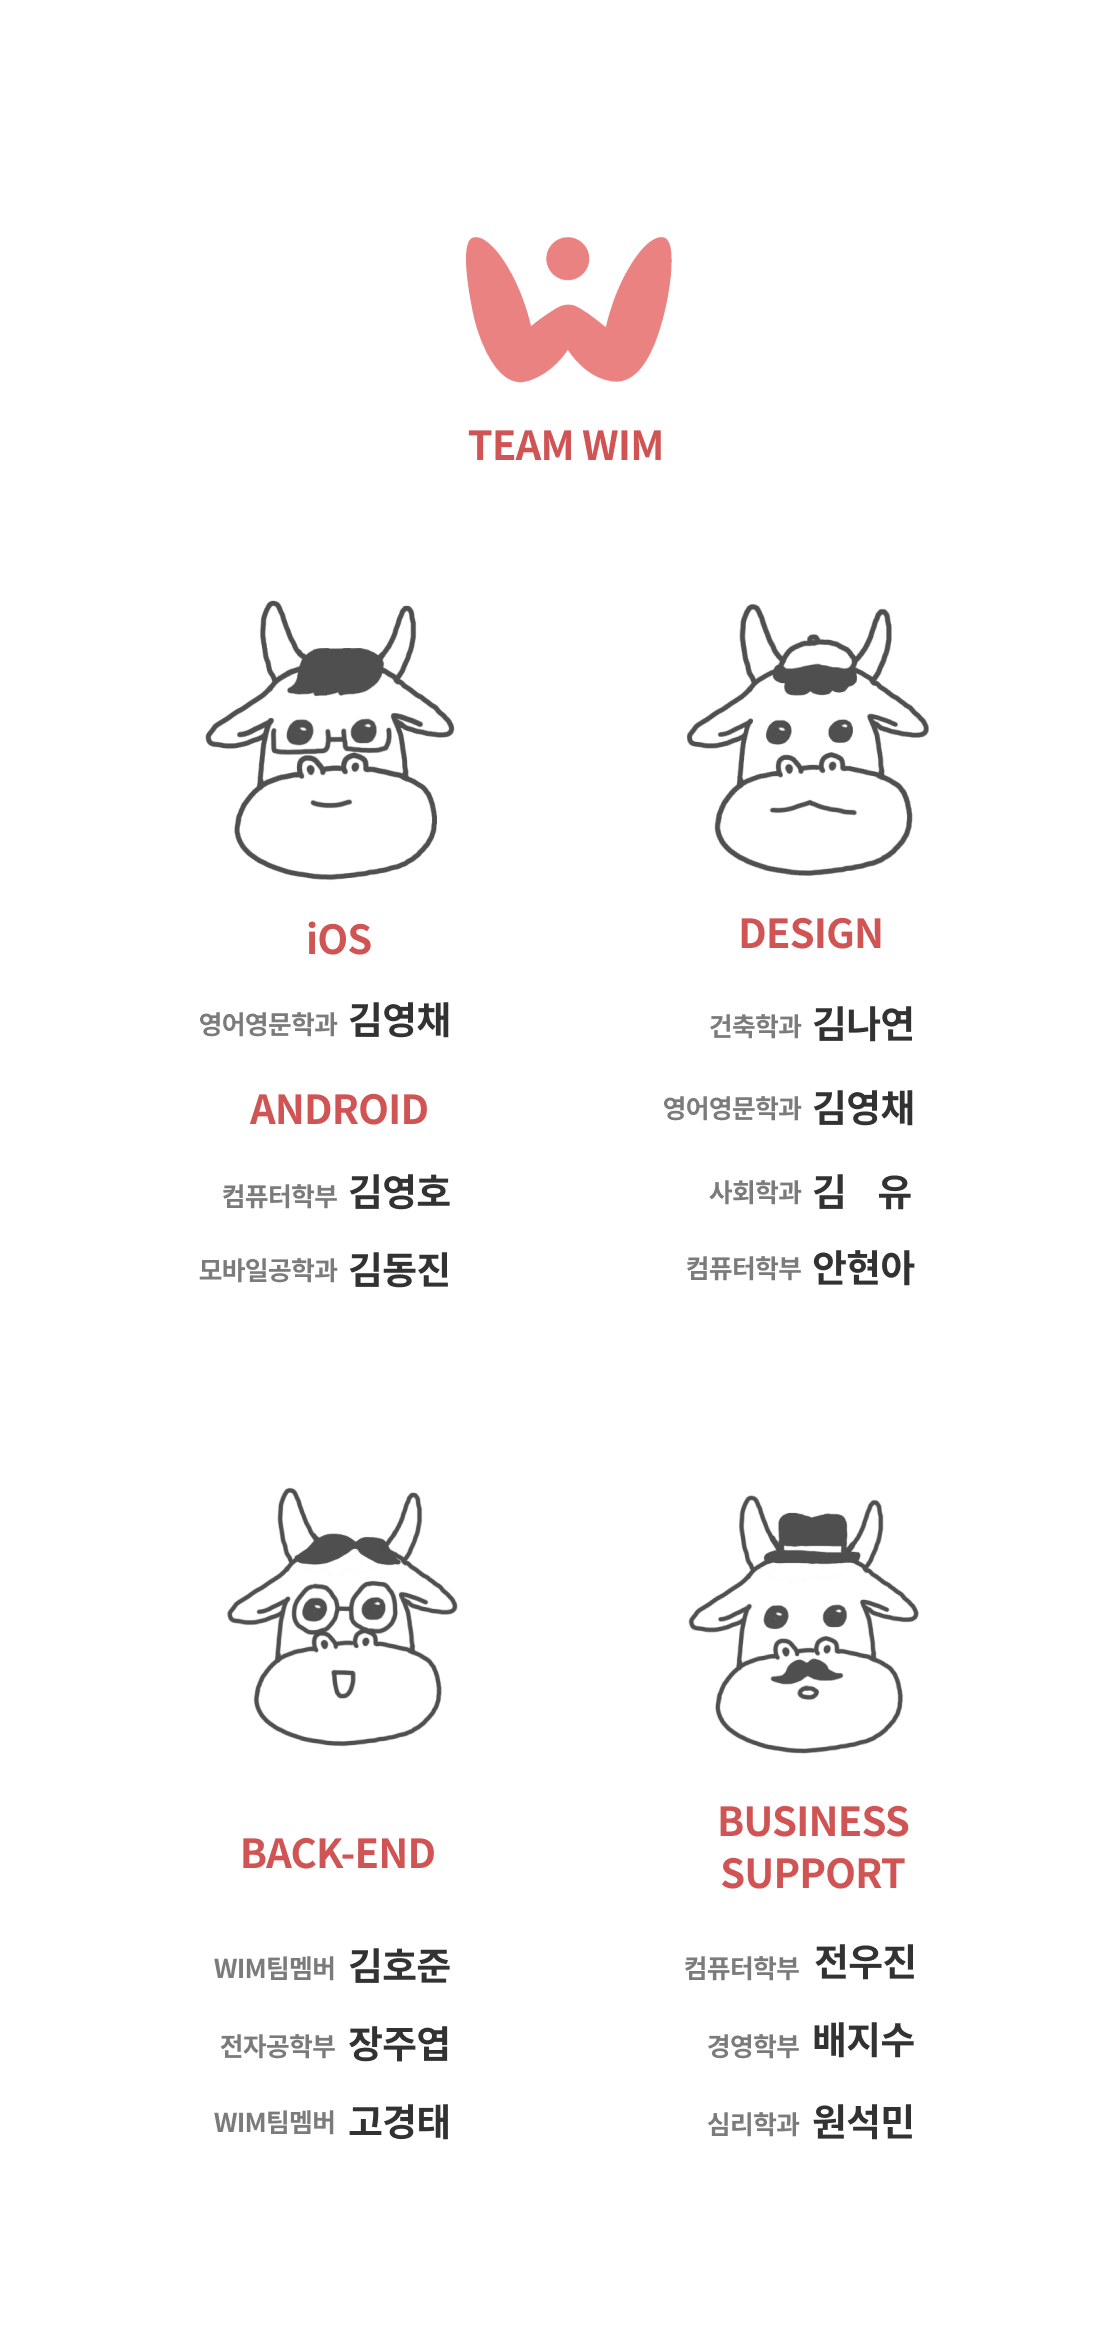 TEAM WIM
iOS
영어영문학과 김영채
ANDROID
컴퓨터학부 김영호
모바일공학과 김동진
DESIGN
건축학과 김나연
영어영문학과 김영채
사회학과 김 유
컴퓨터학부 안현아
BACK-END
WIM팀멤버 김호준
전자공학부 장주엽
WIM팀멤버 고경태
BUSINESS
SUPPORT
컴퓨터학부 전우진
경영학부 배지수
심리학과 원석민